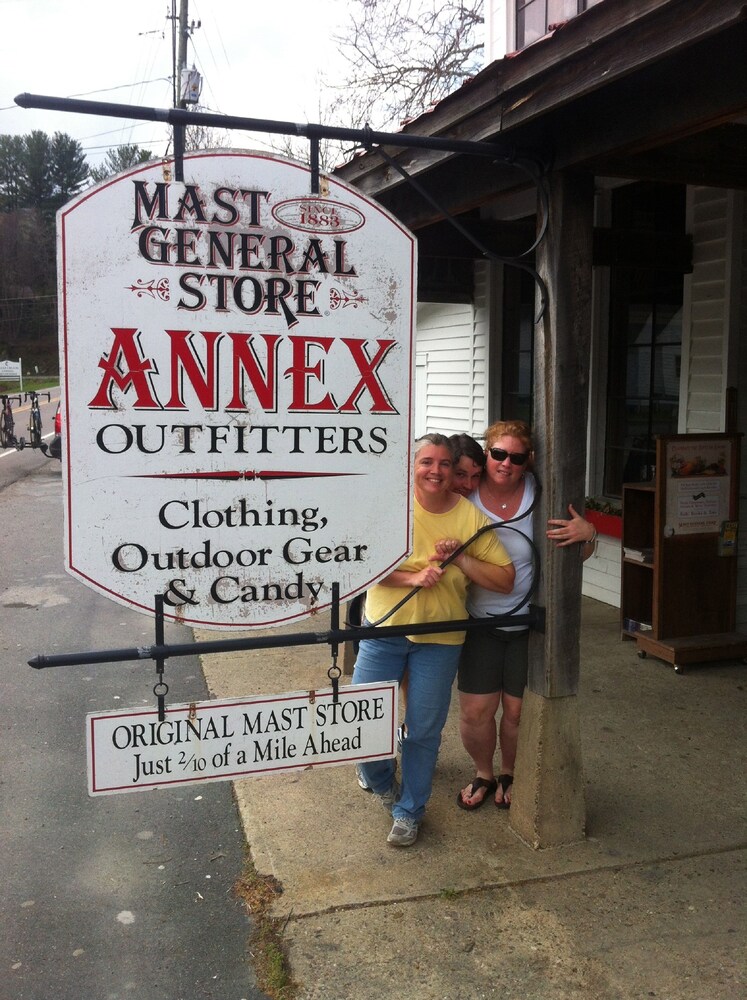 MAST SINCE 1883
GENERAL
STORE
ANNEX
OUTFITTERS
Clothing,
Outdoor Gear
& Candy
ORIGINAL MAST STORE
Just 2/10 of a Mile Ahead